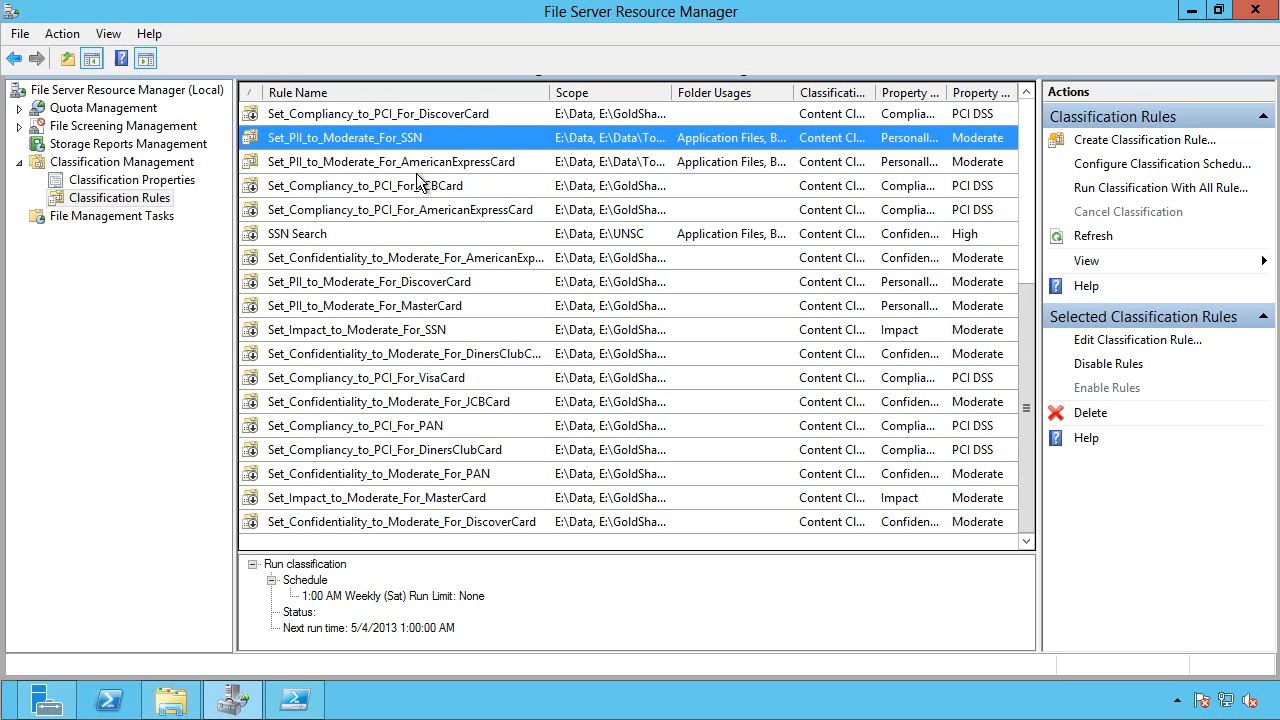 File Server Resource Manager
File Action View Help
File Server Resource Manager (Local)
Quota Management
File Screening Management
Storage Reports Management
Classification Management
Classification Properties
Classification Rules
File Management Tasks
/ Rule Name Scope Folder Usages Classificati... Property ... Property ...
Set_Compliancy_to_PCI_For_DiscoverCard E:\Data, E:\GoldSha... Content Cl... Complia... PCI DSS
Set_PII_to_Moderate_For_SSN E:\Data, E:\Data\To... Application Files, B... Content Cl... Personall... Moderate
Set_PII_to_Moderate_For_AmericanExpressCard E:\Data, E:\Data\To... Application Files, B... Content Cl... Personall... Moderate
Set_Compliancy_to_PCI_For_JCBCard E:\Data, E:\GoldSha... Content Cl... Complia... PCI DSS
Set_Compliancy_to_PCI_For_AmericanExpressCard E:\Data, E:\GoldSha... Content Cl... Complia... PCI DSS
SSN Search E:\Data, E:\UNSC Application Files, B... Content Cl... Confiden... High
Set_Confidentiality_to_Moderate_For_AmericanExp... E:\Data, E:\GoldSha... Content Cl... Confiden... Moderate
Set_PII_to_Moderate_For_DiscoverCard E:\Data, E:\GoldSha... Content Cl... Personall... Moderate
Set_PII_to_Moderate_For_MasterCard E:\Data, E:\GoldSha... Content Cl... Personall... Moderate
Set_Impact_to_Moderate_For_SSN E:\Data, E:\GoldSha... Content Cl... Impact Moderate
Set_Confidentiality_to_Moderate_For_DinersClubC... E:\Data, E:\GoldSha... Content Cl... Confiden... Moderate
Set_Compliancy_to_PCI_For_VisaCard E:\Data, E:\GoldSha... Content Cl... Complia... PCI DSS
Set_Confidentiality_to_Moderate_For_JCBCard E:\Data, E:\GoldSha... Content Cl... Confiden... Moderate
Set_Compliancy_to_PCI_For_PAN E:\Data, E:\GoldSha... Content Cl... Complia... PCI DSS
Set_Compliancy_to_PCI_For_DinersClubCard E:\Data, E:\GoldSha... Content Cl... Complia... PCI DSS
Set_Confidentiality_to_Moderate_For_PAN E:\Data, E:\GoldSha... Content Cl... Confiden... Moderate
Set_Impact_to_Moderate_For_MasterCard E:\Data, E:\GoldSha... Content Cl... Impact Moderate
Set_Confidentiality_to_Moderate_For_DiscoverCard E:\Data, E:\GoldSha... Content Cl... Confiden... Moderate
Run classification
Schedule
1:00 AM Weekly (Sat) Run Limit: None
Status:
Next run time: 5/4/2013 1:00:00 AM
Actions
Classification Rules
Create Classification Rule...
Configure Classification Schedu...
Run Classification With All Rule...
Cancel Classification
Refresh
View
Help
Selected Classification Rules
Edit Classification Rule...
Disable Rules
Enable Rules
Delete
Help